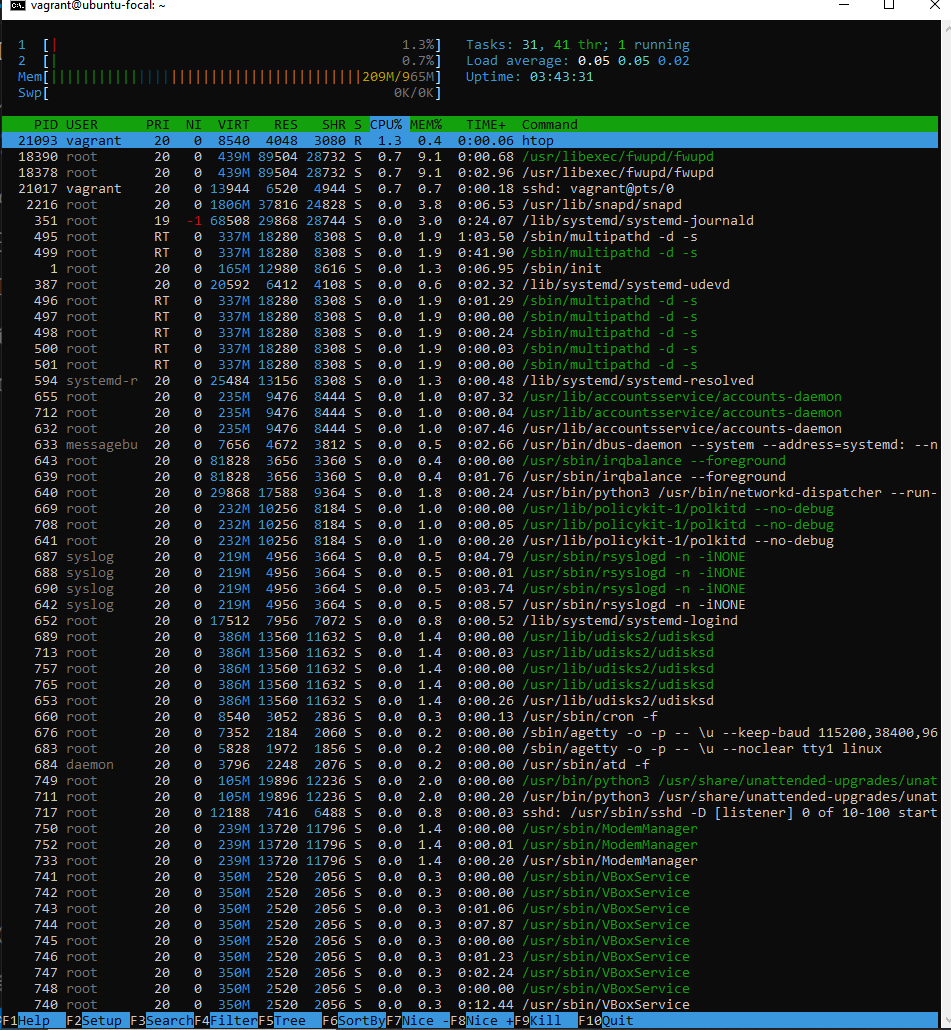 vagrant@ubuntu-focal: ~
1 [| 1.3%] Tasks: 31, 41 thr; 1 running
2 [| 0.7%] Load average: 0.05 0.05 0.02
Mem[|||||||||||||||||||||||||||||||||||||||209M/965M] Uptime: 03:43:31
Swp[ 0K/0K]
PID USER PRI NI VIRT RES SHR S CPU% MEM% TIME+ Command
21093 vagrant 20 0 8540 4048 3080 R 1.3 0.4 0:00.06 htop
18390 root 20 0 439M 89504 28732 S 0.7 9.1 0:00.68 /usr/libexec/fwupd/fwupd
18378 root 20 0 439M 89504 28732 S 0.7 9.1 0:02.96 /usr/libexec/fwupd/fwupd
21017 vagrant 20 0 13944 6520 4944 S 0.7 0.7 0:00.18 sshd: vagrant@pts/0
2216 root 20 0 1806M 37816 24828 S 0.0 3.8 0:06.53 /usr/lib/snapd/snapd
351 root 19 -1 68508 29868 28744 S 0.0 3.0 0:24.07 /lib/systemd/systemd-journald
495 root RT 0 337M 18280 8308 S 0.0 1.9 1:03.50 /sbin/multipathd -d -s
499 root RT 0 337M 18280 8308 S 0.0 1.9 0:41.90 /sbin/multipathd -d -s
1 root 20 0 165M 12980 8616 S 0.0 1.3 0:06.95 /sbin/init
387 root 20 0 20592 6412 4108 S 0.0 0.6 0:02.32 /lib/systemd/systemd-udevd
496 root RT 0 337M 18280 8308 S 0.0 1.9 0:01.29 /sbin/multipathd -d -s
497 root RT 0 337M 18280 8308 S 0.0 1.9 0:00.00 /sbin/multipathd -d -s
498 root RT 0 337M 18280 8308 S 0.0 1.9 0:00.24 /sbin/multipathd -d -s
500 root RT 0 337M 18280 8308 S 0.0 1.9 0:00.03 /sbin/multipathd -d -s
501 root RT 0 337M 18280 8308 S 0.0 1.9 0:00.00 /sbin/multipathd -d -s
594 systemd-r 20 0 25484 13156 8308 S 0.0 1.3 0:00.48 /lib/systemd/systemd-resolved
655 root 20 0 235M 9476 8444 S 0.0 1.0 0:07.32 /usr/lib/accountsservice/accounts-daemon
712 root 20 0 235M 9476 8444 S 0.0 1.0 0:00.04 /usr/lib/accountsservice/accounts-daemon
632 root 20 0 235M 9476 8444 S 0.0 1.0 0:07.46 /usr/lib/accountsservice/accounts-daemon
633 messagebu 20 0 7656 4672 3812 S 0.0 0.5 0:02.66 /usr/bin/dbus-daemon --system --address=systemd: --n
643 root 20 0 81828 3656 3360 S 0.0 0.4 0:00.00 /usr/sbin/irqbalance --foreground
639 root 20 0 81828 3656 3360 S 0.0 0.4 0:01.76 /usr/sbin/irqbalance --foreground
640 root 20 0 29868 17588 9364 S 0.0 1.8 0:00.24 /usr/bin/python3 /usr/bin/networkd-dispatcher --run-
669 root 20 0 232M 10256 8184 S 0.0 1.0 0:00.00 /usr/lib/policykit-1/polkitd --no-debug
708 root 20 0 232M 10256 8184 S 0.0 1.0 0:00.05 /usr/lib/policykit-1/polkitd --no-debug
641 root 20 0 232M 10256 8184 S 0.0 1.0 0:00.20 /usr/lib/policykit-1/polkitd --no-debug
687 syslog 20 0 219M 4956 3664 S 0.0 0.5 0:04.79 /usr/sbin/rsyslogd -n -iNONE
688 syslog 20 0 219M 4956 3664 S 0.0 0.5 0:00.01 /usr/sbin/rsyslogd -n -iNONE
690 syslog 20 0 219M 4956 3664 S 0.0 0.5 0:03.74 /usr/sbin/rsyslogd -n -iNONE
642 syslog 20 0 219M 4956 3664 S 0.0 0.5 0:08.57 /usr/sbin/rsyslogd -n -iNONE
652 root 20 0 17512 7956 7072 S 0.0 0.8 0:00.52 /lib/systemd/systemd-logind
689 root 20 0 386M 13560 11632 S 0.0 1.4 0:00.00 /usr/lib/udisks2/udisksd
713 root 20 0 386M 13560 11632 S 0.0 1.4 0:00.03 /usr/lib/udisks2/udisksd
757 root 20 0 386M 13560 11632 S 0.0 1.4 0:00.00 /usr/lib/udisks2/udisksd
765 root 20 0 386M 13560 11632 S 0.0 1.4 0:00.00 /usr/lib/udisks2/udisksd
653 root 20 0 386M 13560 11632 S 0.0 1.4 0:00.26 /usr/lib/udisks2/udisksd
660 root 20 0 8540 3052 2836 S 0.0 0.3 0:00.13 /usr/sbin/cron -f
676 root 20 0 7352 2184 2060 S 0.0 0.2 0:00.00 /sbin/agetty -o -p -- \u --keep-baud 115200,38400,96
683 root 20 0 5828 1972 1856 S 0.0 0.2 0:00.00 /sbin/agetty -o -p -- \u --noclear tty1 linux
684 daemon 20 0 3796 2248 2076 S 0.0 0.2 0:00.00 /usr/sbin/atd -f
749 root 20 0 105M 19896 12236 S 0.0 2.0 0:00.00 /usr/bin/python3 /usr/share/unattended-upgrades/unat
711 root 20 0 105M 19896 12236 S 0.0 2.0 0:00.20 /usr/bin/python3 /usr/share/unattended-upgrades/unat
717 root 20 0 12188 7416 6488 S 0.0 0.8 0:00.03 sshd: /usr/sbin/sshd -D [listener] 0 of 10-100 start
750 root 20 0 239M 13720 11796 S 0.0 1.4 0:00.00 /usr/sbin/ModemManager
752 root 20 0 239M 13720 11796 S 0.0 1.4 0:00.01 /usr/sbin/ModemManager
733 root 20 0 239M 13720 11796 S 0.0 1.4 0:00.20 /usr/sbin/ModemManager
741 root 20 0 350M 2520 2056 S 0.0 0.3 0:00.00 /usr/sbin/VBoxService
742 root 20 0 350M 2520 2056 S 0.0 0.3 0:00.00 /usr/sbin/VBoxService
743 root 20 0 350M 2520 2056 S 0.0 0.3 0:01.06 /usr/sbin/VBoxService
744 root 20 0 350M 2520 2056 S 0.0 0.3 0:07.87 /usr/sbin/VBoxService
745 root 20 0 350M 2520 2056 S 0.0 0.3 0:00.00 /usr/sbin/VBoxService
746 root 20 0 350M 2520 2056 S 0.0 0.3 0:01.23 /usr/sbin/VBoxService
747 root 20 0 350M 2520 2056 S 0.0 0.3 0:02.24 /usr/sbin/VBoxService
748 root 20 0 350M 2520 2056 S 0.0 0.3 0:00.00 /usr/sbin/VBoxService
740 root 20 0 350M 2520 2056 S 0.0 0.3 0:12.44 /usr/sbin/VBoxService
F1Help F2Setup F3SearchF4FilterF5Tree F6SortByF7Nice -F8Nice +F9Kill F10Quit